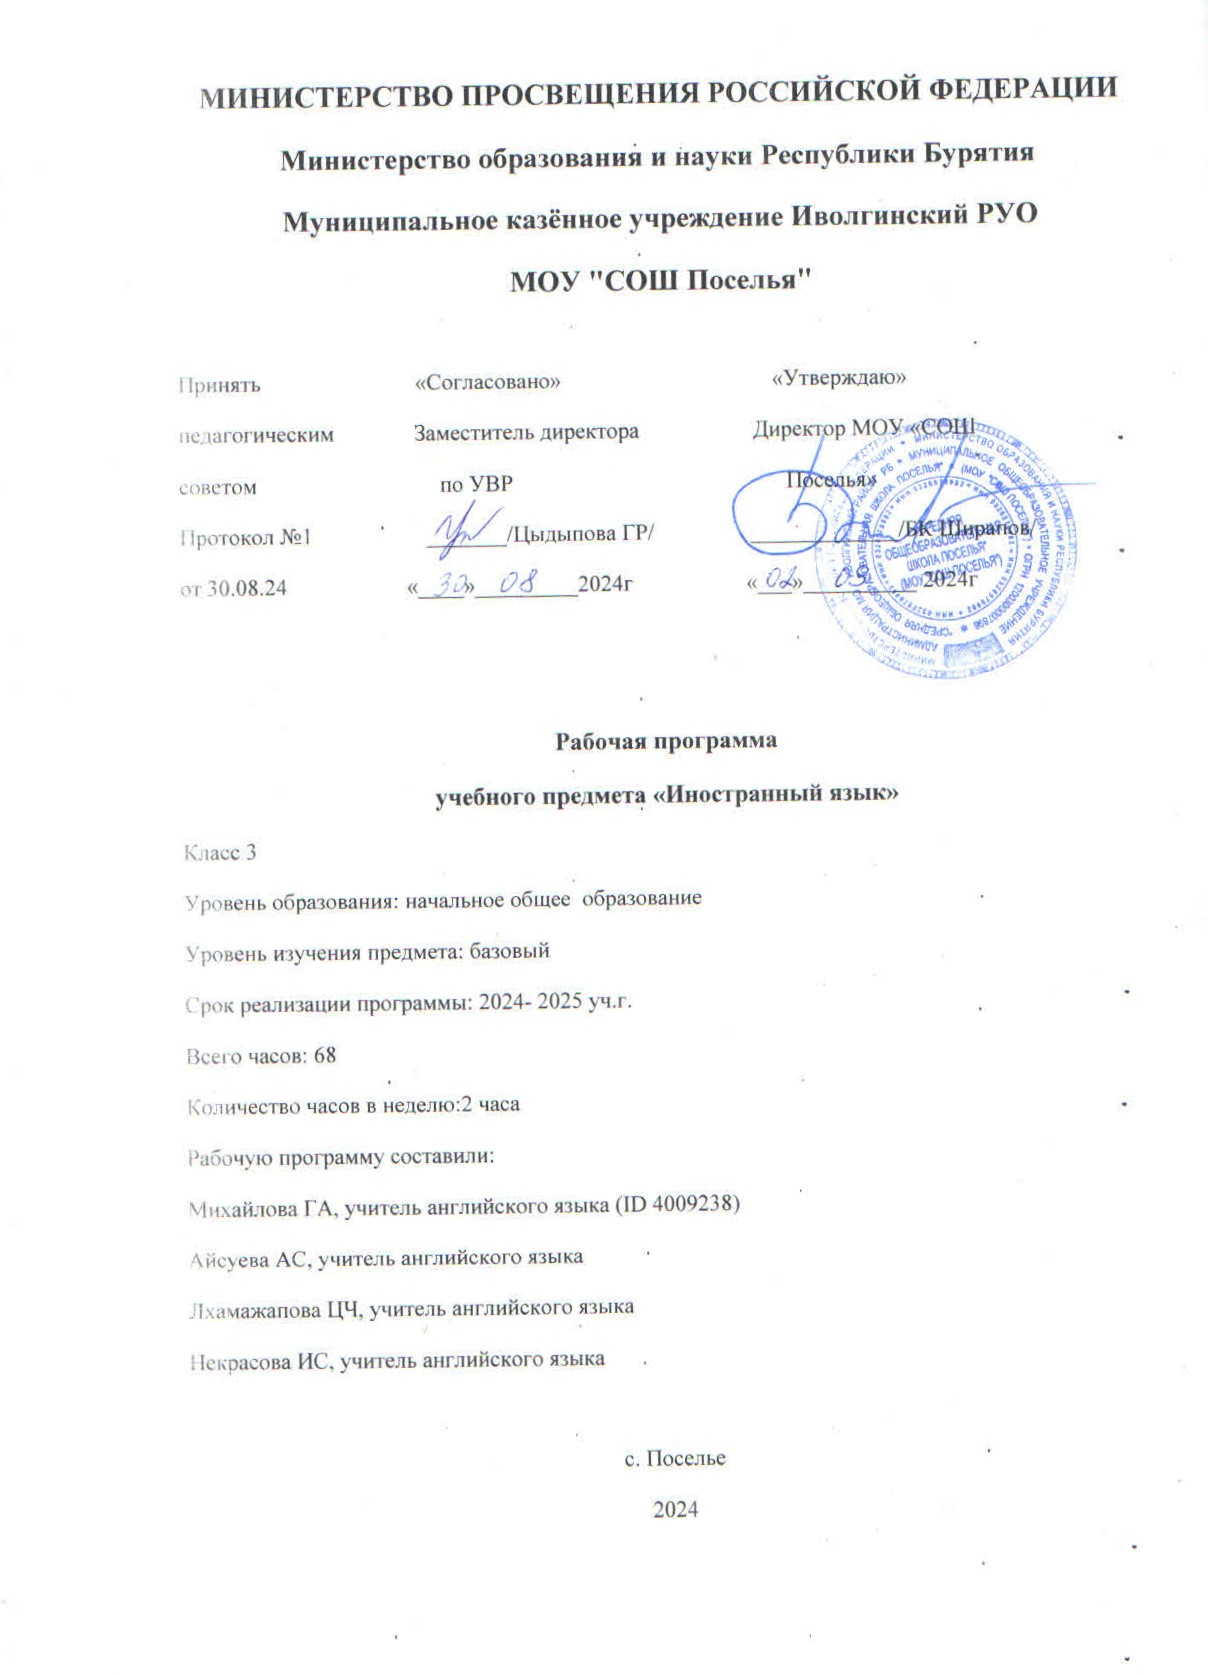 МИНИСТЕРСТВО ПРОСВЕЩЕНИЯ РОССИЙСКОЙ ФЕДЕРАЦИИ
Министерство образования и науки Республики Бурятия
Муниципальное казённое учреждение Иволгинский РУО
МОУ "СОШ Поселья"
Принять
педагогическим
советом
Протокол №1
от 30.08.24
«Согласовано»
Заместитель директора
по УВР
/Цыдыпова ГР/
«30» 08 2024г
«Утверждаю»
Директор МОУ «СОШ
Поселья»
/БК Ширапов/
«02» 09 2024г
ОБЩЕОБРАЗОВАТЕЛЬНАЯ
ШКОЛА ПОСЕЛЬЯ"
Рабочая программа
учебного предмета «Иностранный язык»
Класс 3
Уровень образования: начальное общее  образование
Уровень изучения предмета: базовый
Срок реализации программы: 2024- 2025 уч.г.
Всего часов: 68
Количество часов в неделю:2 часа
Рабочую программу составили:
Михайлова ГА, учитель английского языка (ID 4009238)
Айсуева АС, учитель английского языка
Лхамажапова ЦЧ, учитель английского языка
Некрасова ИС, учитель английского языка
с. Поселье
2024